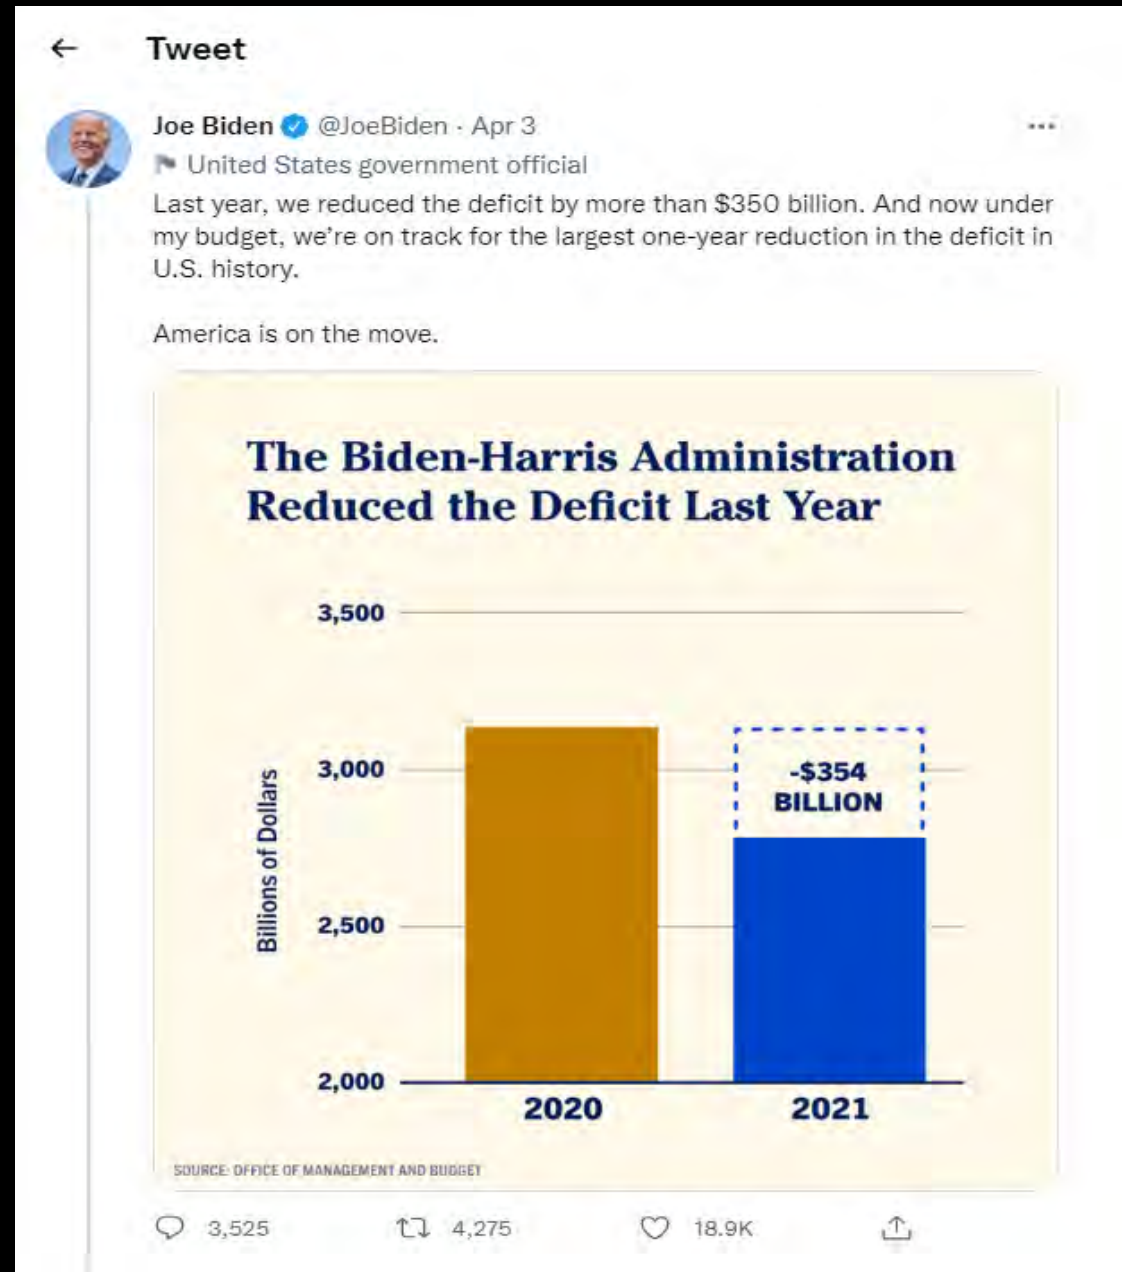 Tweet
Joe Biden @JoeBiden · Apr 3
United States government official
Last year, we reduced the deficit by more than $350 billion. And now under
my budget, we're on track for the largest one-year reduction in the deficit in
U.S. history.
America is on the move.
The Biden-Harris Administration
Reduced the Deficit Last Year
3,500
3,000
2,500
2,000
Billions of Dollars
-$354
BILLION
2020 2021
SOURCE: OFFICE OF MANAGEMENT AND BUDGET
3,525 4,275 18.9K